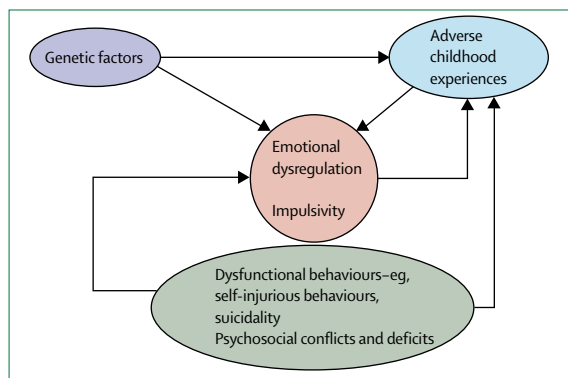 Genetic factors
Adverse
childhood
experiences
Emotional
dysregulation
Impulsivity
Dysfunctional behaviours–eg,
self-injurious behaviours,
suicidality
Psychosocial conflicts and deficits